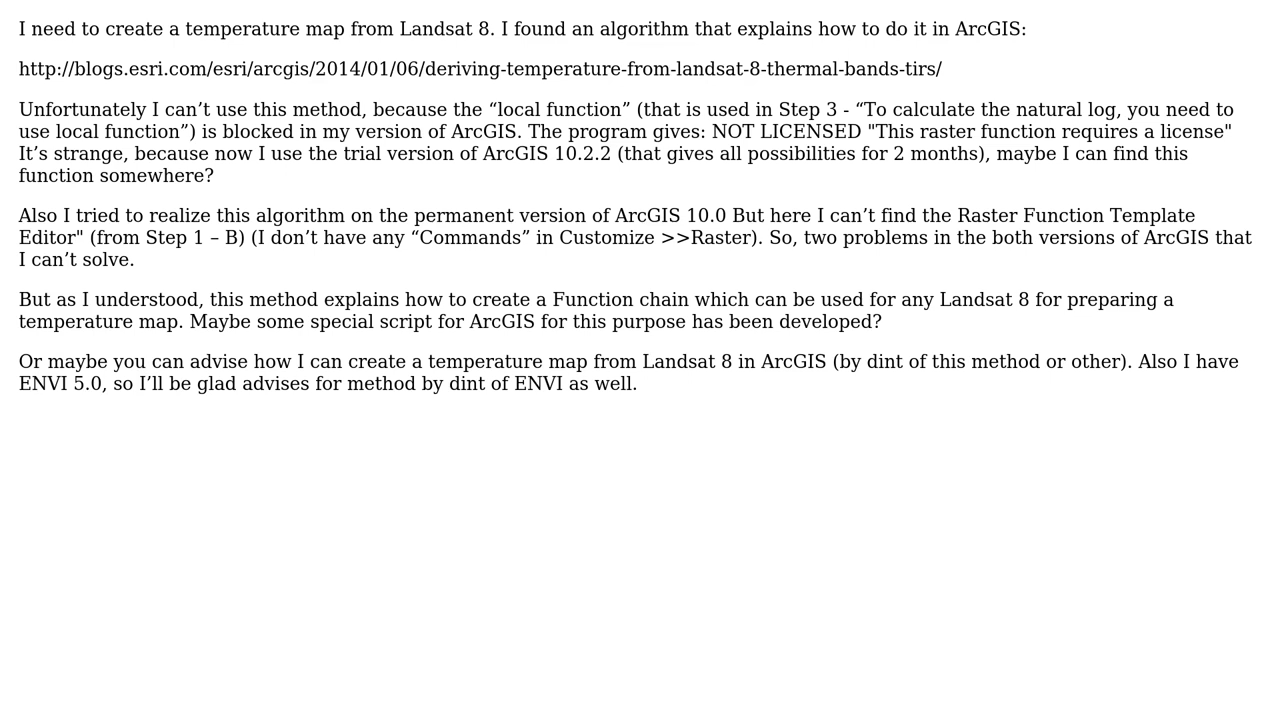 I need to create a temperature map from Landsat 8. I found an algorithm that explains how to do it in ArcGIS:
http://blogs.esri.com/esri/arcgis/2014/01/06/deriving-temperature-from-landsat-8-thermal-bands-tirs/
Unfortunately I can’t use this method, because the “local function” (that is used in Step 3 - “To calculate the natural log, you need to
use local function”) is blocked in my version of ArcGIS. The program gives: NOT LICENSED "This raster function requires a license"
It’s strange, because now I use the trial version of ArcGIS 10.2.2 (that gives all possibilities for 2 months), maybe I can find this
function somewhere?
Also I tried to realize this algorithm on the permanent version of ArcGIS 10.0 But here I can’t find the Raster Function Template
Editor" (from Step 1 – B) (I don’t have any “Commands” in Customize >>Raster). So, two problems in the both versions of ArcGIS that
I can’t solve.
But as I understood, this method explains how to create a Function chain which can be used for any Landsat 8 for preparing a
temperature map. Maybe some special script for ArcGIS for this purpose has been developed?
Or maybe you can advise how I can create a temperature map from Landsat 8 in ArcGIS (by dint of this method or other). Also I have
ENVI 5.0, so I’ll be glad advises for method by dint of ENVI as well.